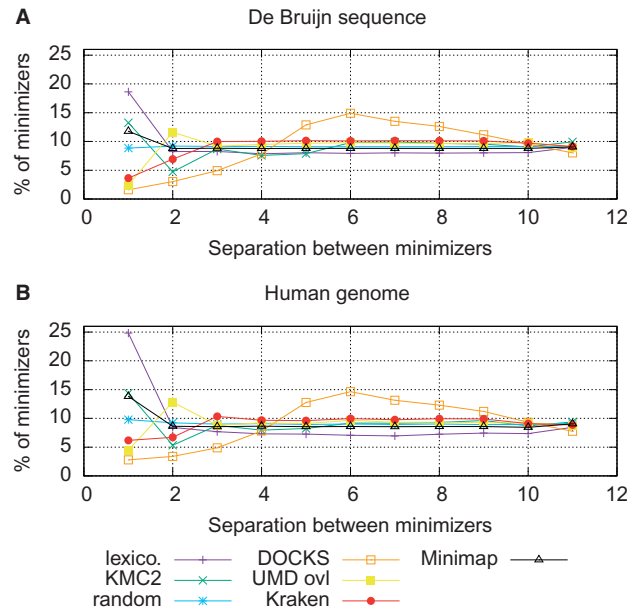 A De Bruijn sequence
% of minimizers
25
20
15
10
5
0
0 2 4 6 8 10 12
Separation between minimizers
B Human genome
% of minimizers
25
20
15
10
5
0
0 2 4 6 8 10 12
Separation between minimizers
lexico. DOCKS Minimap
KMC2 UMD ovl
random Kraken